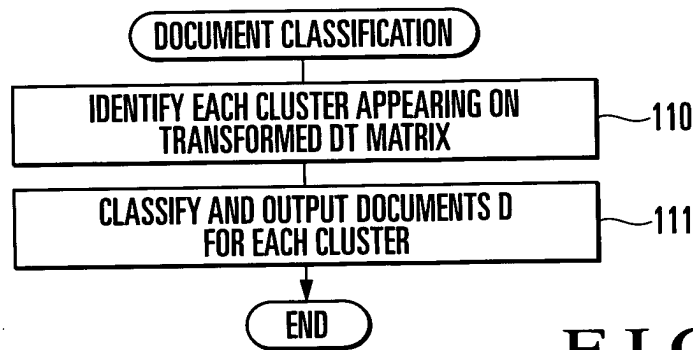 DOCUMENT CLASSIFICATION
IDENTIFY EACH CLUSTER APPEARING ON
TRANSFORMED DT MATRIX
110
CLASSIFY AND OUTPUT DOCUMENTS D
FOR EACH CLUSTER
111
END